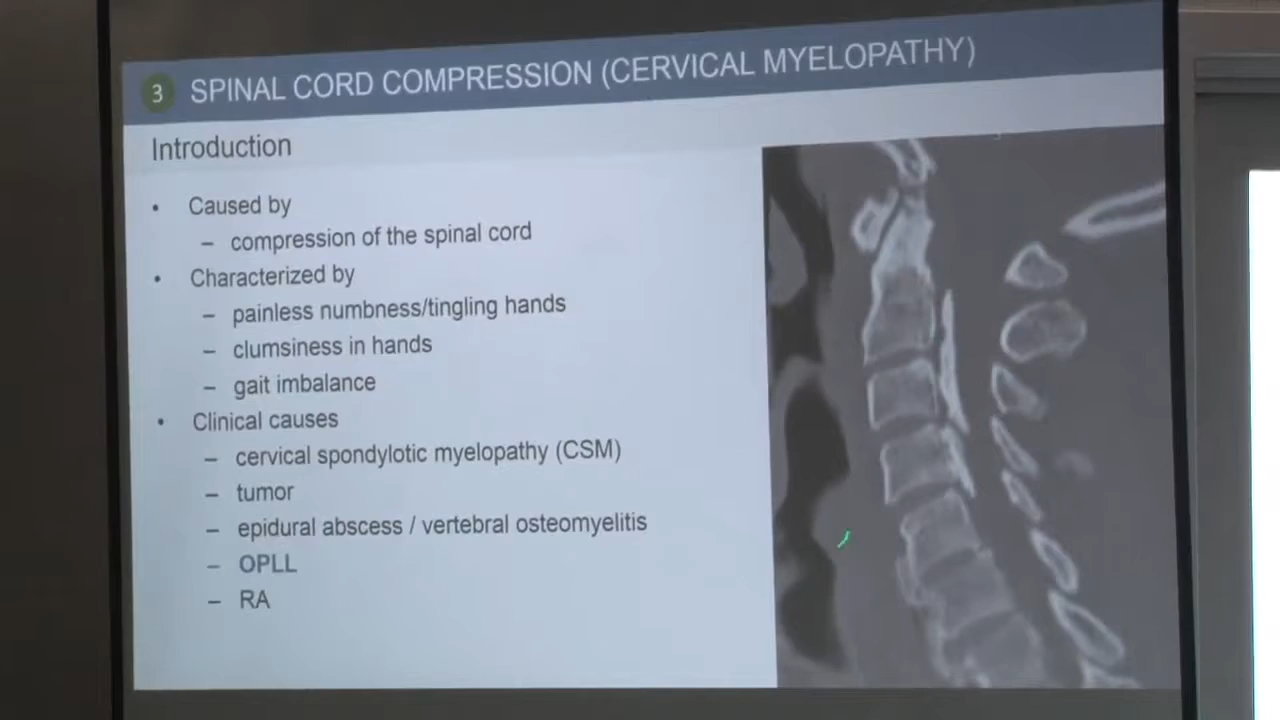 3 SPINAL CORD COMPRESSION (CERVICAL MYELOPATHY)
Introduction
• Caused by
– compression of the spinal cord
• Characterized by
– painless numbness/tingling hands
– clumsiness in hands
– gait imbalance
• Clinical causes
– cervical spondylotic myelopathy (CSM)
– tumor
– epidural abscess / vertebral osteomyelitis
– OPLL
– RA